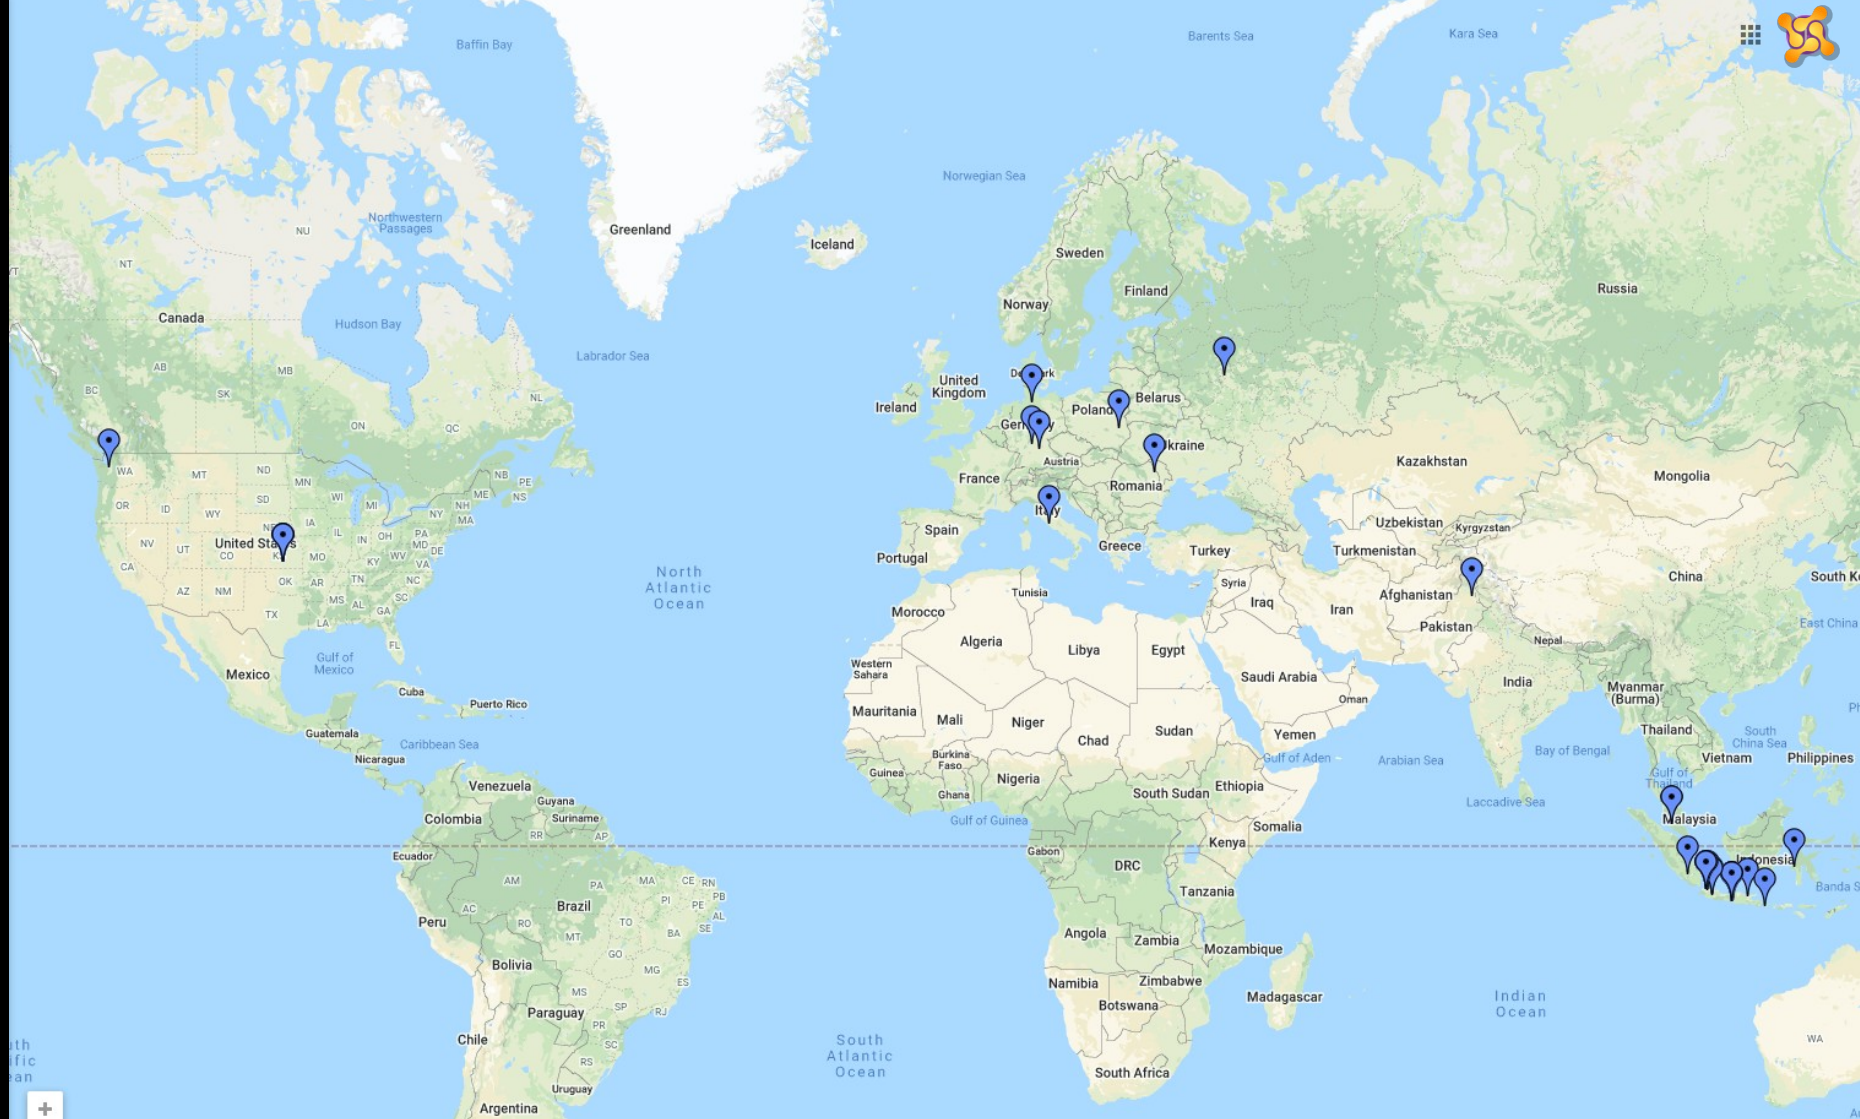 Baffin Bay
Barents Sea
Kara Sea
Norwegian Sea
Northwestern
Passages
NU
Greenland
Iceland
Sweden
NT
Finland
Russia
Norway
Canada
Hudson Bay
Labrador Sea
AB
MB
United
Kingdom
BC
SK
NL
Ireland
Belarus
Poland
ON
QC
Austria
Kazakhstan
WA
MT
ND
NB
PE
France
Romania
Mongolia
MN
WI
ME
NS
OR
ID
SD
MI
NH
WY
NY
MA
Italy
Uzbekistan
Kyrgyzstan
IA
Spain
NV
UT
CO
IL
IN
OH
PA
MD
DE
Portugal
Greece
Turkey
Turkmenistan
MO
KY
WV
VA
CA
North
Atlantic
Ocean
Syria
China
OK
AR
TN
NC
AZ
NM
Tunisia
Iraq
Iran
Afghanistan
MS
AL
GA
SC
TX
LA
Morocco
Pakistan
East China
FL
Algeria
Libya
Egypt
Nepal
Gulf of
Mexico
Western
Sahara
Mexico
Saudi Arabia
India
Myanmar
(Burma)
Cuba
Puerto Rico
Oman
Mauritania
Mali
Niger
Sudan
Guatemala
Caribbean Sea
Chad
Yemen
Thailand
South
China Sea
Nicaragua
Burkina
Faso
Gulf of Aden
Arabian Sea
Bay of Bengal
Vietnam
Philippines
Guinea
Nigeria
Venezuela
Ethiopia
Gulf of
Thailand
Guyana
Ghana
South Sudan
Laccadive Sea
Colombia
Suriname
Gulf of Guinea
Somalia
Malaysia
RR
AP
Kenya
Ecuador
Gabon
DRC
Indonesia
AM
PA
MA
CE
RN
Banda S
Tanzania
PI
PB
PE
AC
Brazil
AL
Peru
RO
TO
SE
MT
BA
Angola
Zambia
Mozambique
GO
Bolivia
MG
Namibia
Zimbabwe
ES
MS
Botswana
Madagascar
Indian
Ocean
SP
Paraguay
RJ
PR
Chile
South
Atlantic
Ocean
SC
WA
RS
South Africa
Uruguay
Argentina